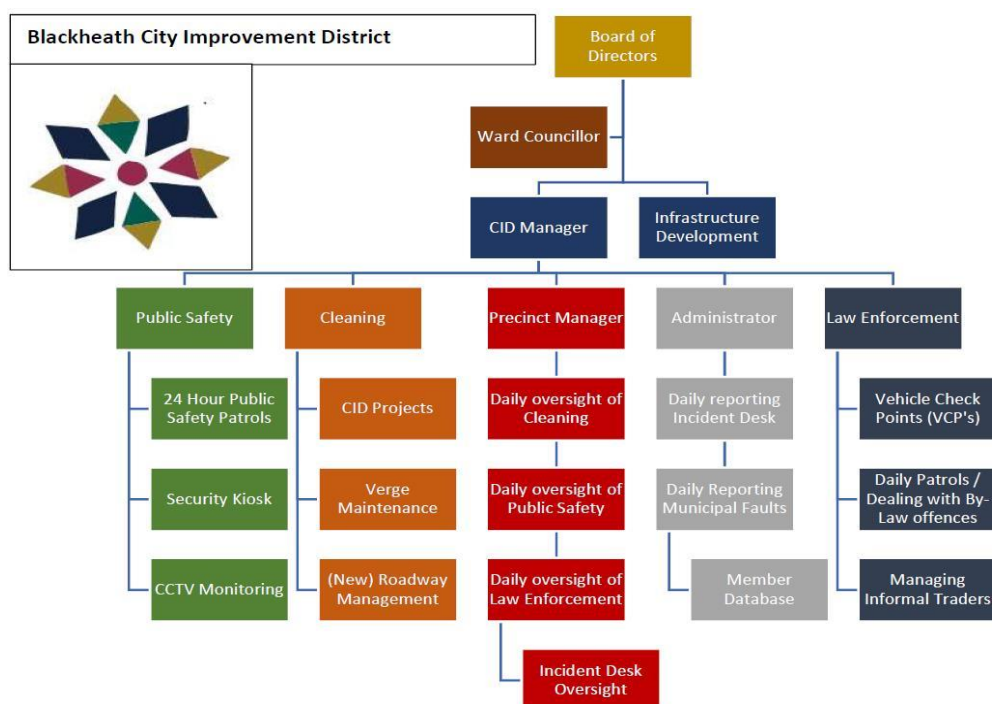 Blackheath City Improvement District
Board of
Directors
Ward Councillor
CID Manager
Infrastructure
Development
Public Safety
Cleaning
Precinct Manager
Administrator
Law Enforcement
24 Hour Public
Safety Patrols
CID Projects
Daily oversight of
Cleaning
Daily reporting
Incident Desk
Vehicle Check
Points (VCP's)
Security Kiosk
Verge
Maintenance
Daily oversight of
Public Safety
Daily Reporting
Municipal Faults
Daily Patrols /
Dealing with By-
Law offences
CCTV Monitoring
(New) Roadway
Management
Daily oversight of
Law Enforcement
Member
Database
Managing
Informal Traders
Incident Desk
Oversight